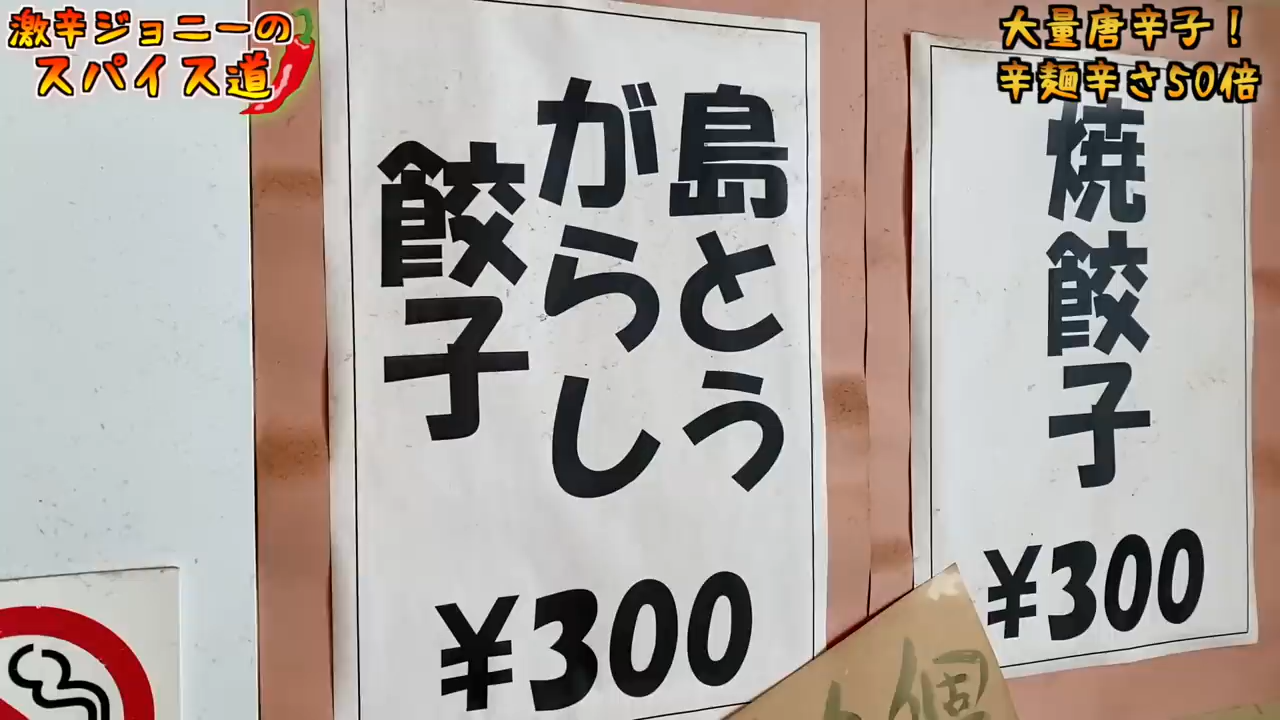 激辛ジョニーの
スパイス道
大量唐辛子！
辛麺辛さ50倍
島とう
がらし
餃子
¥300
焼餃子
¥300
個